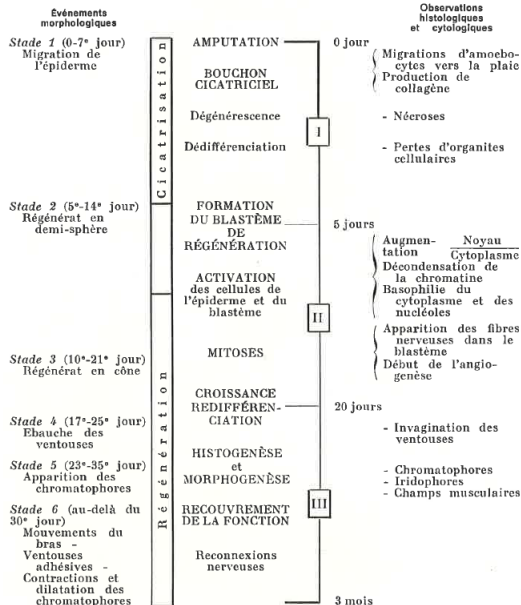 Événements
morphologiques
Stade 1 (0-7e jour)
Migration de
l'épiderme
Stade 2 (5e-14e jour)
Régénérat en
demi-sphère
Stade 3 (10e-21e jour)
Régénérat en cône
Stade 4 (17e-25e jour)
Ebauche des
ventouses
Stade 5 (23e-35e jour)
Apparition des
chromatophores
Stade 6 (au-delà du
30e jour)
Mouvements du
bras -
Ventouses
adhésives -
Contractions et
dilatation des
chromatophores
Cicatrisation
Régénération
AMPUTATION
BOUCHON
CICATRICIEL
Dégénérescence
Dédifférenciation
FORMATION
DU BLASTÈME
DE
RÉGÉNÉRATION
ACTIVATION
des cellules de
l'épiderme et du
blastème
MITOSES
CROISSANCE
REDIFFÉREN-
CIATION
HISTOGENÈSE
et
MORPHOGENÈSE
RECOUVREMENT
DE LA FONCTION
Reconnexions
nerveuses
I
II
III
0 jour
5 jours
20 jours
3 mois
Observations
histologiques
et cytologiques
Migrations d'amoebo-
cytes vers la plaie
Production de
collagène
- Nécroses
- Pertes d'organites
cellulaires
Augmen- Noyau
tation Cytoplasme
Décondensation de
la chromatine
Basophilie du
cytoplasme et des
nucléoles
Apparition des fibres
nerveuses dans le
blastème
Début de l'angio-
genèse
- Invagination des
ventouses
- Chromatophores
- Iridophores
- Champs musculaires